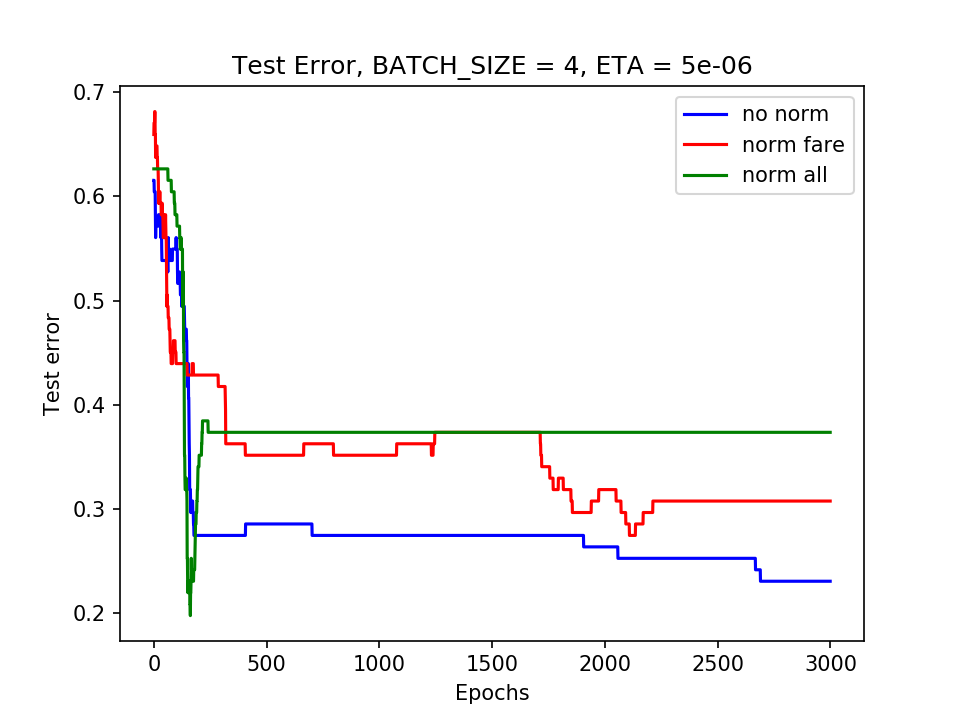 Test Error, BATCH_SIZE = 4, ETA = 5e-06
no norm
norm fare
norm all
Test error
0.7
0.6
0.5
0.4
0.3
0.2
0 500 1000 1500 2000 2500 3000
Epochs